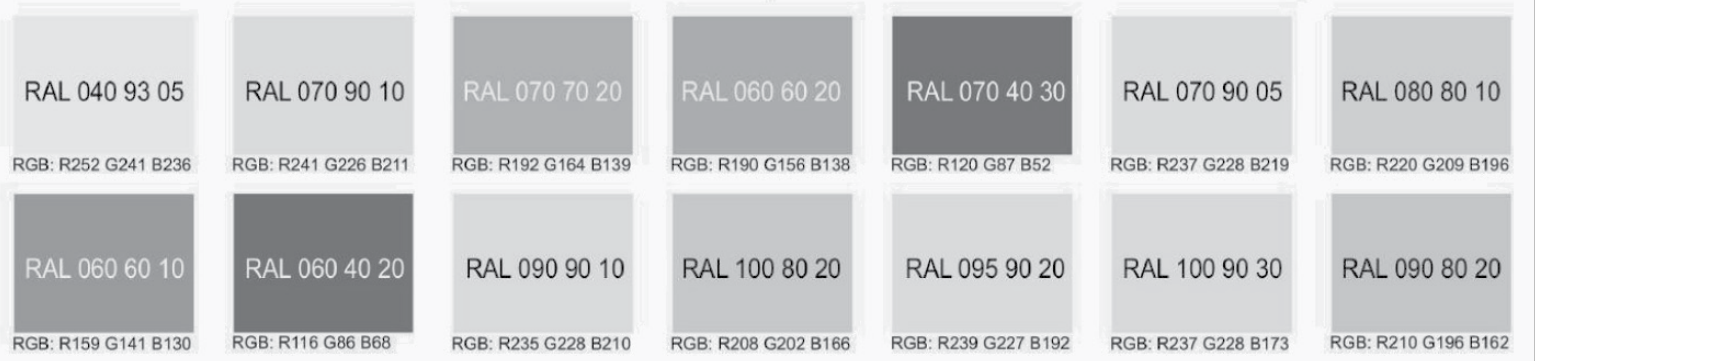 RAL 040 93 05 RAL 070 90 10 RAL 070 70 20 RAL 060 60 20 RAL 070 40 30 RAL 070 90 05 RAL 080 80 10
RGB: R252 G241 B236 RGB: R241 G226 B211 RGB: R192 G164 B139 RGB: R190 G156 B138 RGB: R120 G87 B52 RGB: R237 G228 B219 RGB: R220 G209 B196
RAL 060 60 10 RAL 060 40 20 RAL 090 90 10 RAL 100 80 20 RAL 095 90 20 RAL 100 90 30 RAL 090 80 20
RGB: R159 G141 B130 RGB: R116 G86 B68 RGB: R235 G228 B210 RGB: R208 G202 B166 RGB: R239 G227 B192 RGB: R237 G228 B173 RGB: R210 G196 B162